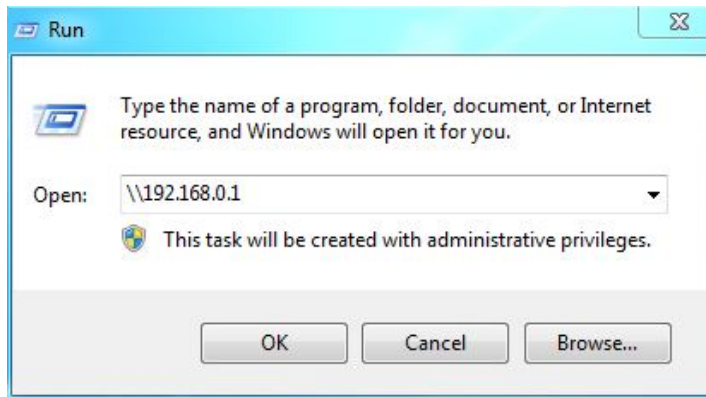 Run
Type the name of a program, folder, document, or Internet
resource, and Windows will open it for you.
Open: \\192.168.0.1
This task will be created with administrative privileges.
OK Cancel Browse...